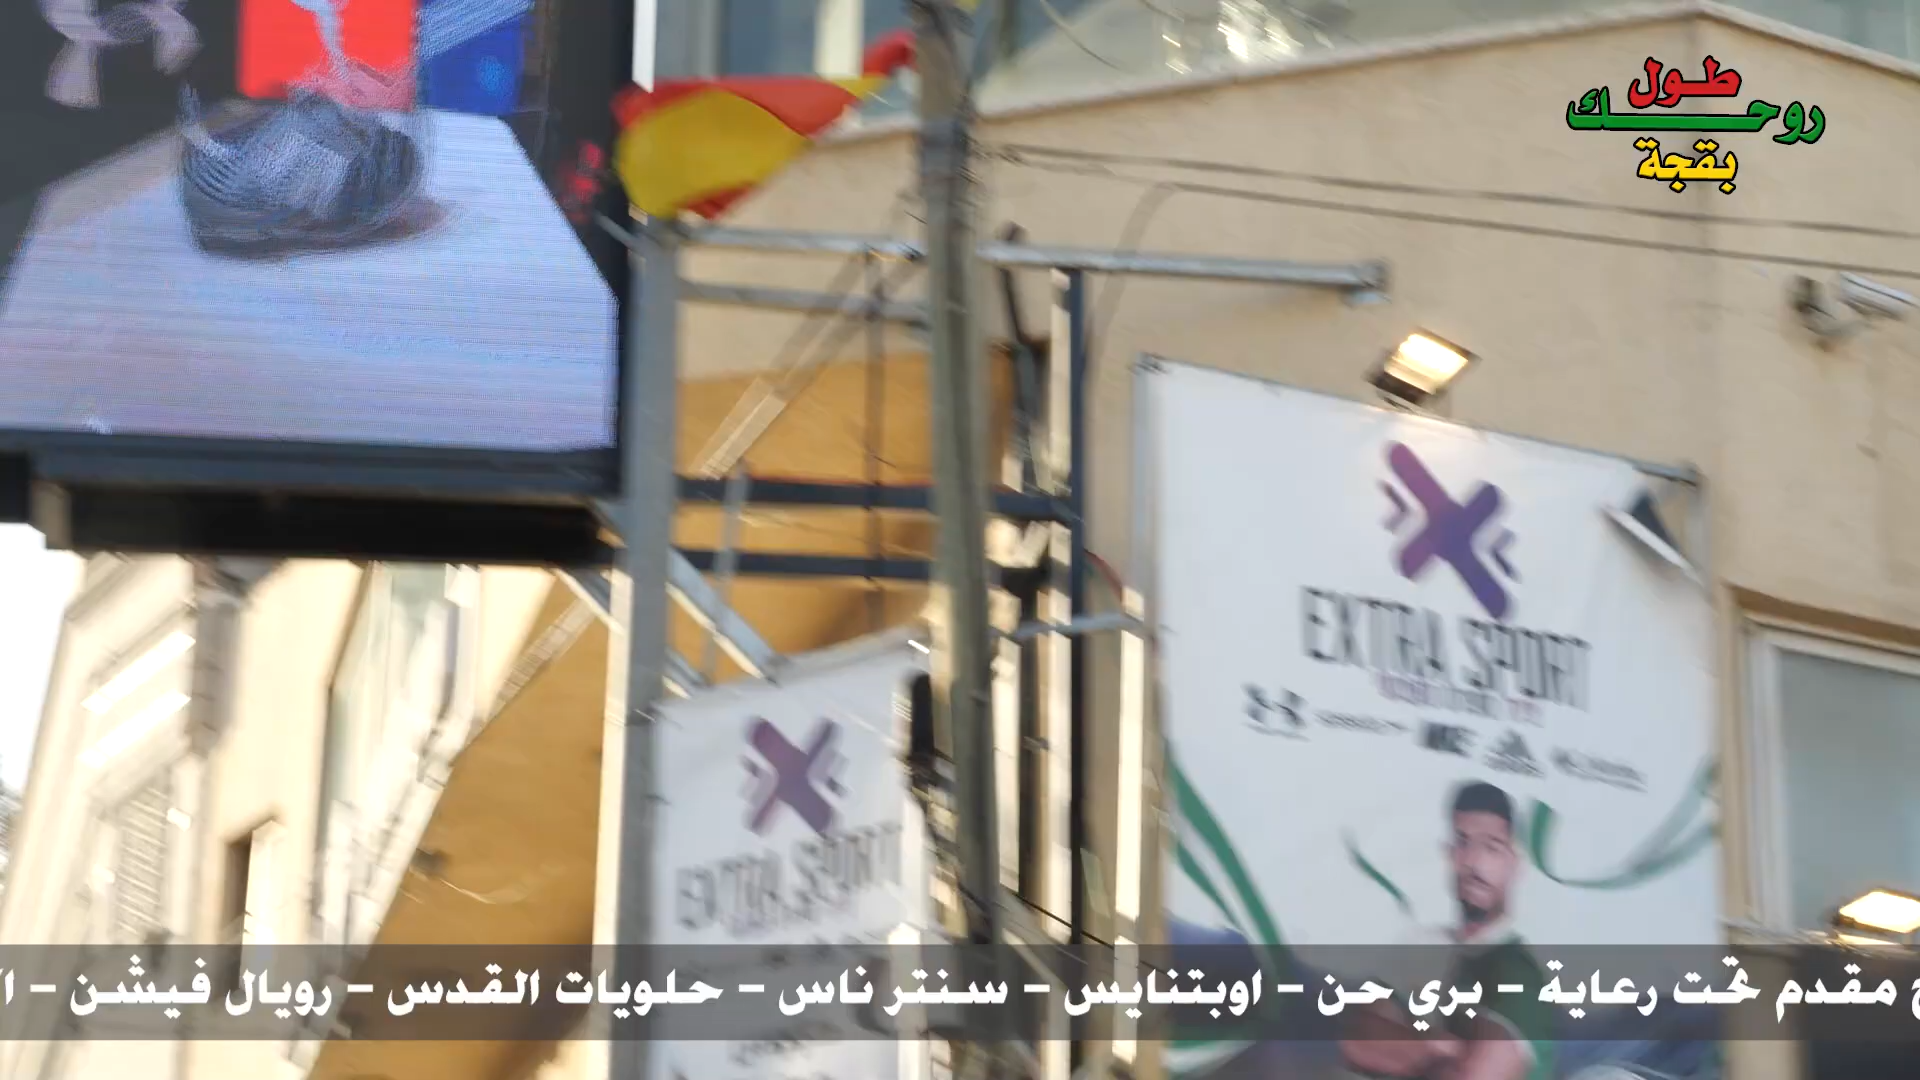 طول
روحك
بقجة
EXTRA SPORT
EXTRA SPORT
مقدم تحت رعاية - بري حن - اوبتنايس - سنتر ناس - حلويات القدس - رويال فيشن -